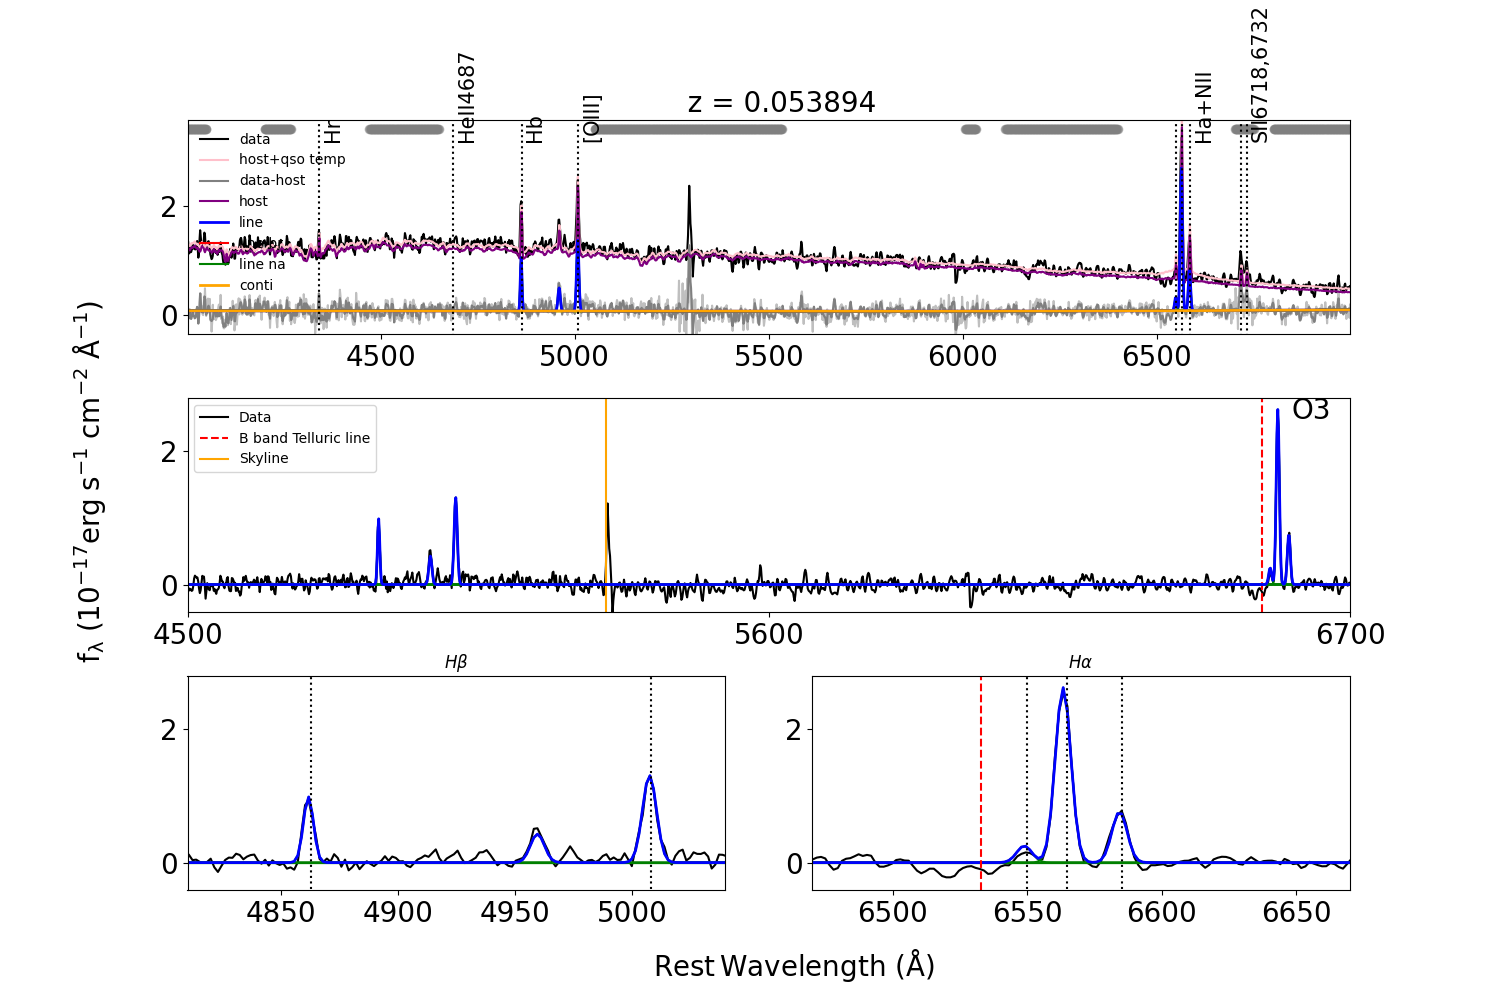 z = 0.053894
Hr
HeII4687
Hb
[OIII]
Ha+NII
SII6718,6732
data
host+qso temp
data-host
host
line
line na
conti
2
0
4500 5000 5500 6000 6500
Data
B band Telluric line
Skyline
O3
2
0
4500 5600 6700
fλ (10⁻¹⁷erg s⁻¹ cm⁻² Å⁻¹)
Hβ
2
0
4850 4900 4950 5000
Hα
2
0
6500 6550 6600 6650
Rest Wavelength (Å)